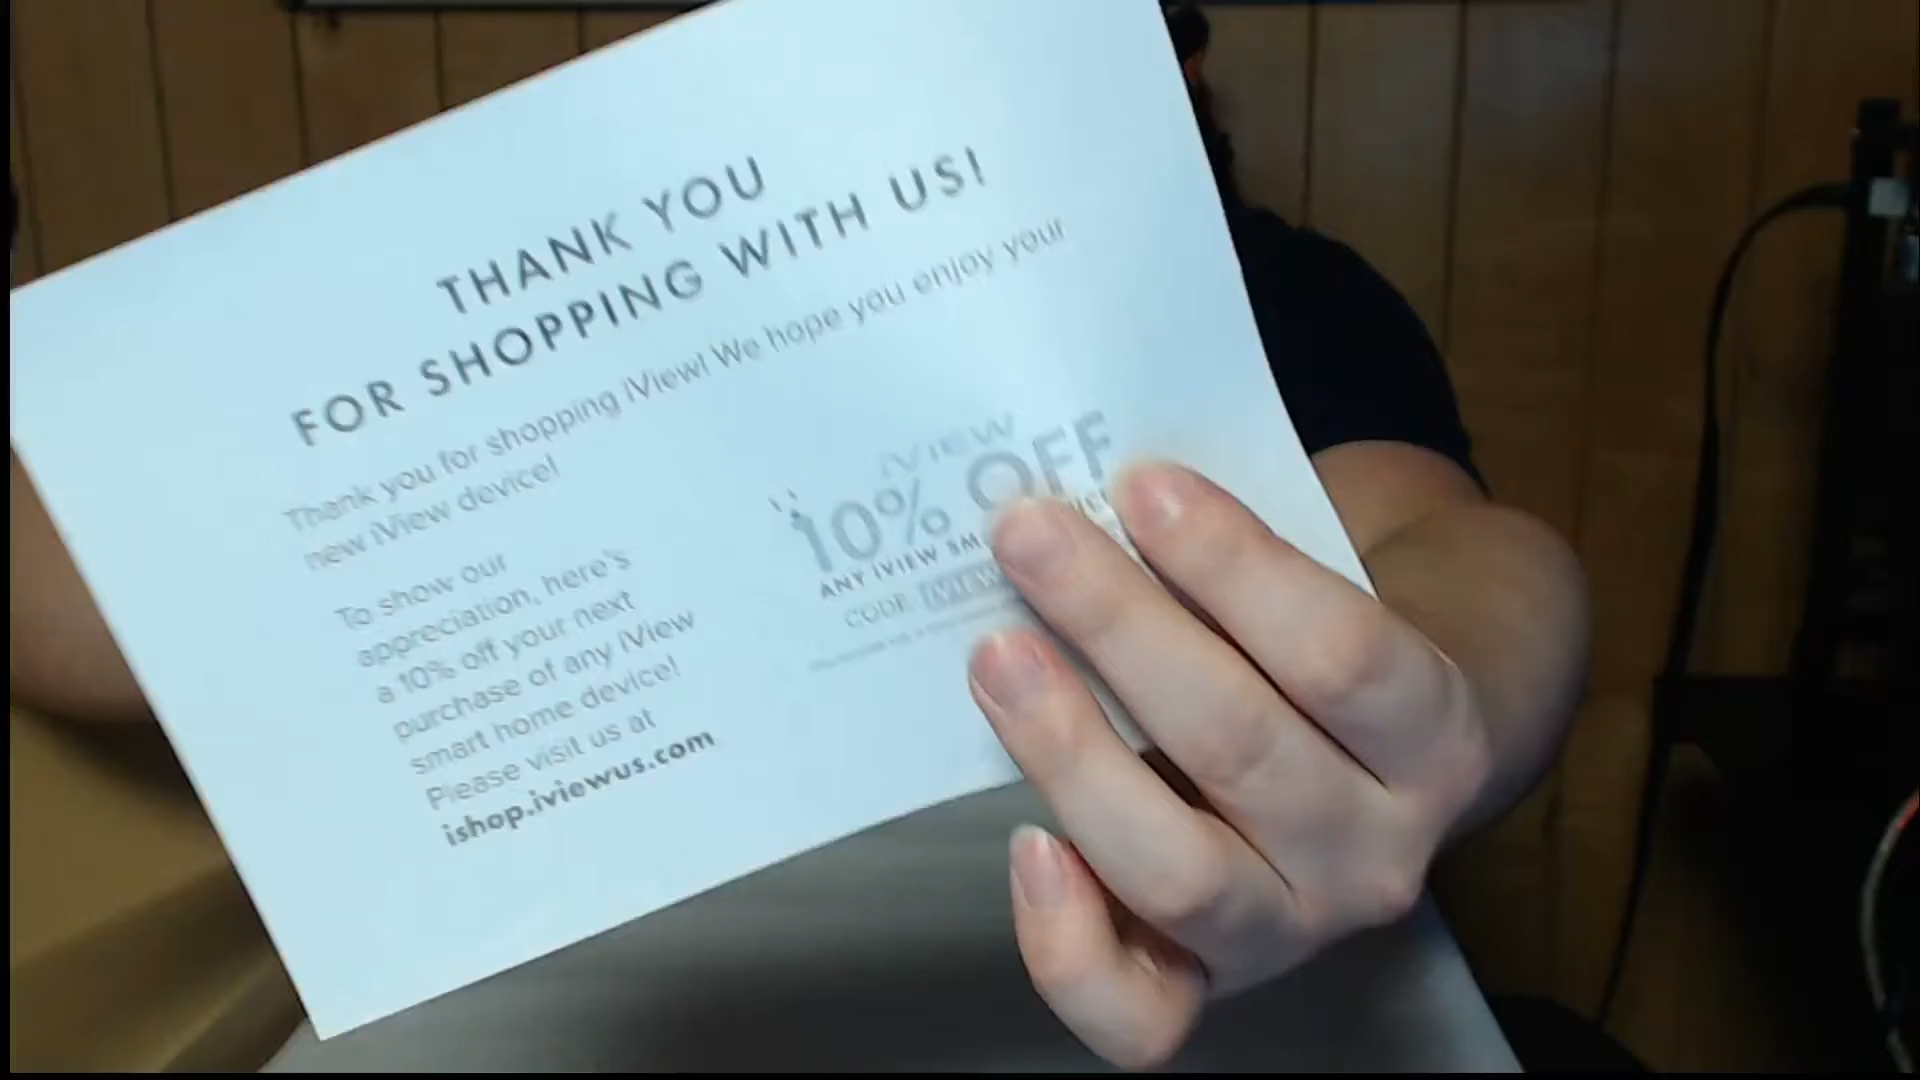 THANK YOU
FOR SHOPPING WITH US!
Thank you for shopping iView! We hope you enjoy your
new iView device!
To show our
appreciation, here's
a 10% off your next
purchase of any iView
smart home device!
Please visit us at
ishop.iviewus.com
iVIEW
10% OFF
ANY IVIEW
CODE